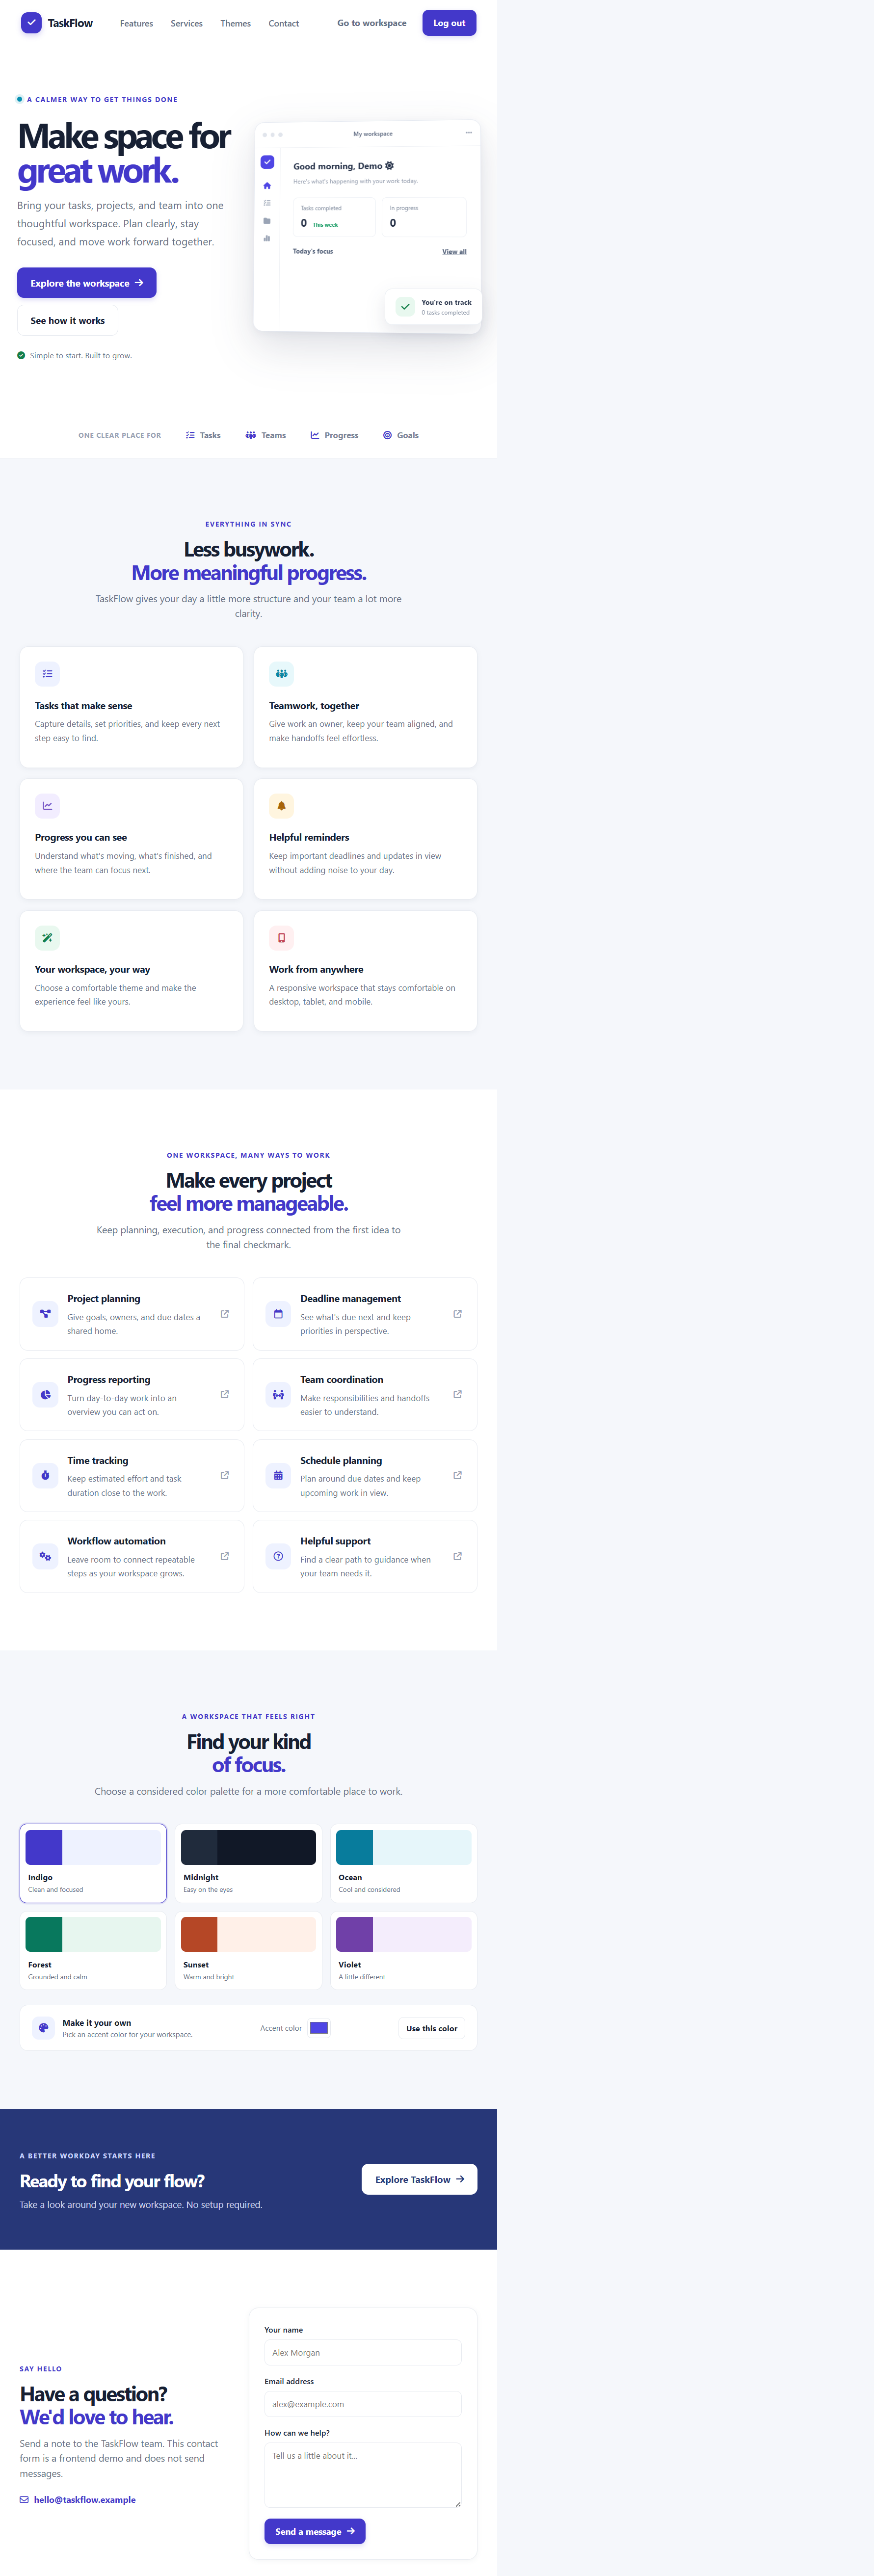 TaskFlow
Features
Services
Themes
Contact
Go to workspace
Log out
A CALMER WAY TO GET THINGS DONE
Make space for
great work.
Bring your tasks, projects, and team into one
thoughtful workspace. Plan clearly, stay
focused, and move work forward together.
Explore the workspace
See how it works
Simple to start. Built to grow.
My workspace
Good morning, Demo
Here's what's happening with your work today:
Tasks completed
0 This week
In progress
0
Today's focus
View all
You're on track
0 tasks completed
ONE CLEAR PLACE FOR
Tasks
Teams
Progress
Goals
EVERYTHING IN SYNC
Less busywork.
More meaningful progress.
TaskFlow gives your day a little more structure and your team a lot more
clarity.
Tasks that make sense
Capture details, set priorities, and keep every next
step easy to find.
Teamwork, together
Give work an owner, keep your team aligned, and
make handoffs feel effortless.
Progress you can see
Understand what's moving, what's finished, and
where the team can focus next.
Helpful reminders
Keep important deadlines and updates in view
without adding noise to your day.
Your workspace, your way
Choose a comfortable theme and make the
experience feel like yours.
Work from anywhere
A responsive workspace that stays comfortable on
desktop, tablet, and mobile.
ONE WORKSPACE, MANY WAYS TO WORK
Make every project
feel more manageable.
Keep planning, execution, and progress connected from the first idea to
the final checkmark.
Project planning
Give goals, owners, and due dates a
shared home.
Deadline management
See what's due next and keep
priorities in perspective.
Progress reporting
Turn day-to-day work into an
overview you can act on.
Team coordination
Make responsibilities and handoffs
easier to understand.
Time tracking
Keep estimated effort and task
duration close to the work.
Schedule planning
Plan around due dates and keep
upcoming work in view.
Workflow automation
Leave room to connect repeatable
steps as your workspace grows.
Helpful support
Find a clear path to guidance when
your team needs it.
A WORKSPACE THAT FEELS RIGHT
Find your kind
of focus.
Choose a considered color palette for a more comfortable place to work.
Indigo
Clean and focused
Midnight
Easy on the eyes
Ocean
Cool and considered
Forest
Grounded and calm
Sunset
Warm and bright
Violet
A little different
Make it your own
Pick an accent color for your workspace.
Accent color
Use this color
A BETTER WORKDAY STARTS HERE
Ready to find your flow?
Take a look around your new workspace. No setup required.
Explore TaskFlow
SAY HELLO
Have a question?
We'd love to hear.
Send a note to the TaskFlow team. This contact
form is a frontend demo and does not send
messages.
hello@taskflow.example
Your name
Alex Morgan
Email address
alex@example.com
How can we help?
Tell us a little about it...
Send a message